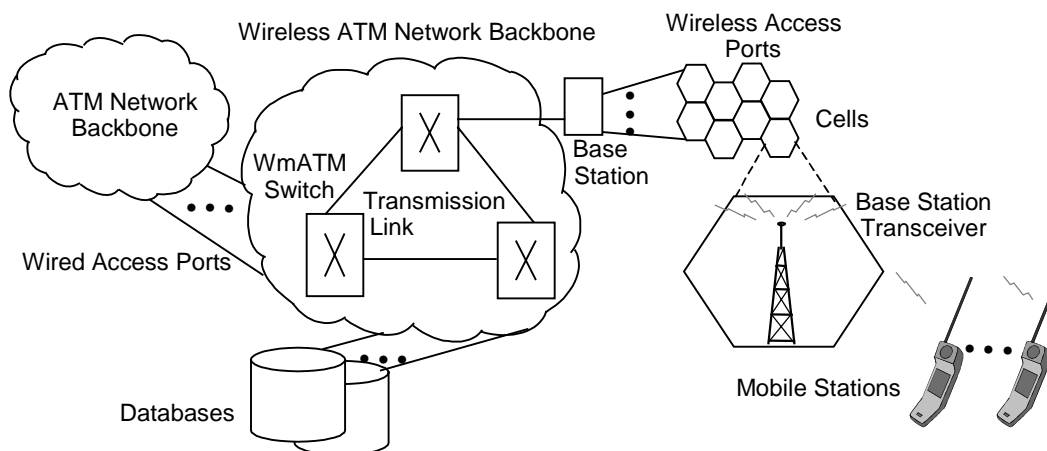 Wireless ATM Network Backbone
Wireless Access
Ports
ATM Network
Backbone
Cells
Base
Station
WmATM
Switch
Transmission
Link
Base Station
Transceiver
Wired Access Ports
Mobile Stations
Databases